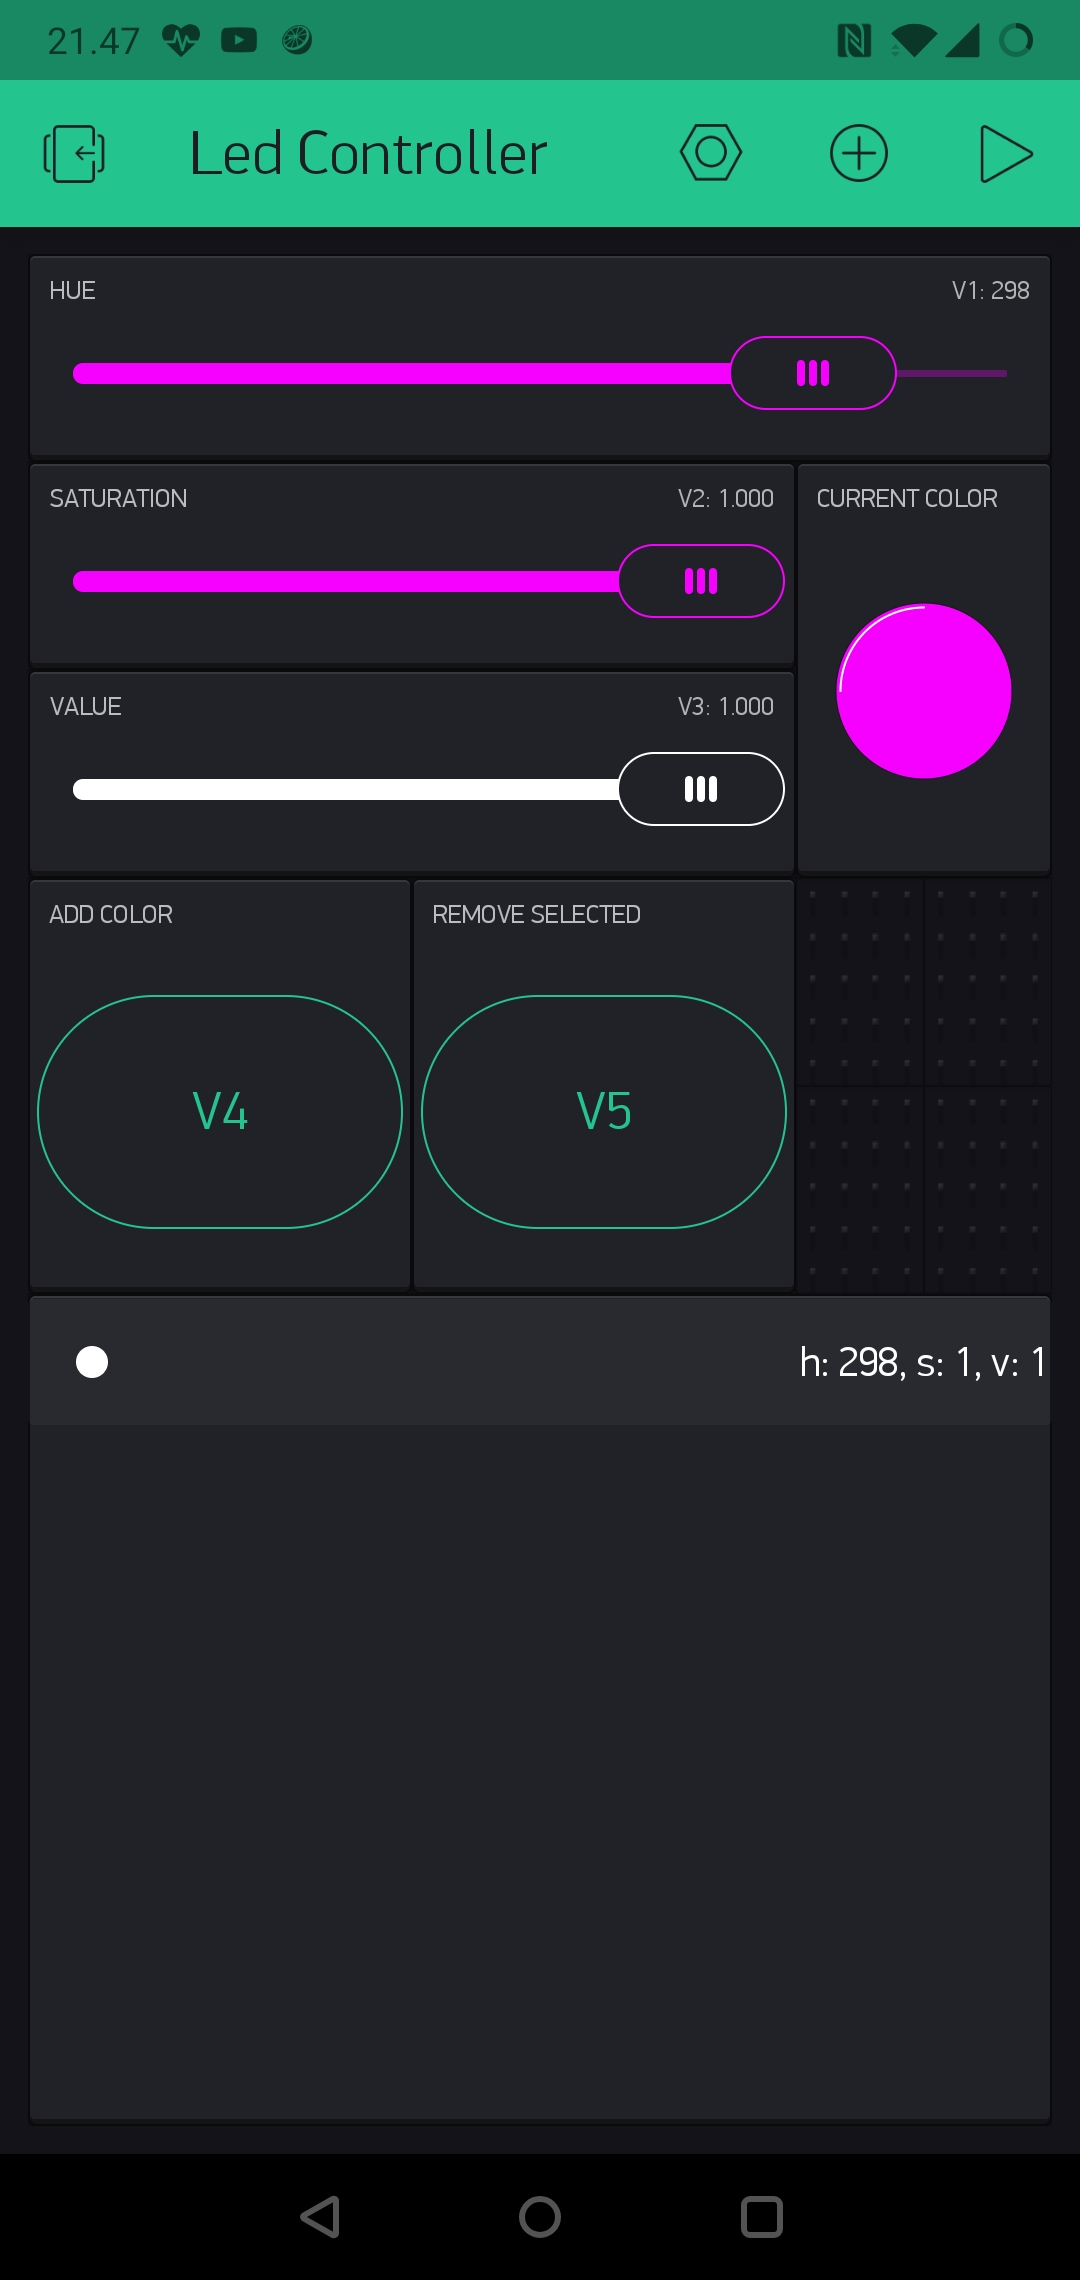 21.47
Led Controller
HUE V1: 298
SATURATION V2: 1.000 CURRENT COLOR
VALUE V3: 1.000
ADD COLOR REMOVE SELECTED
V4 V5
h: 298, s: 1, v: 1